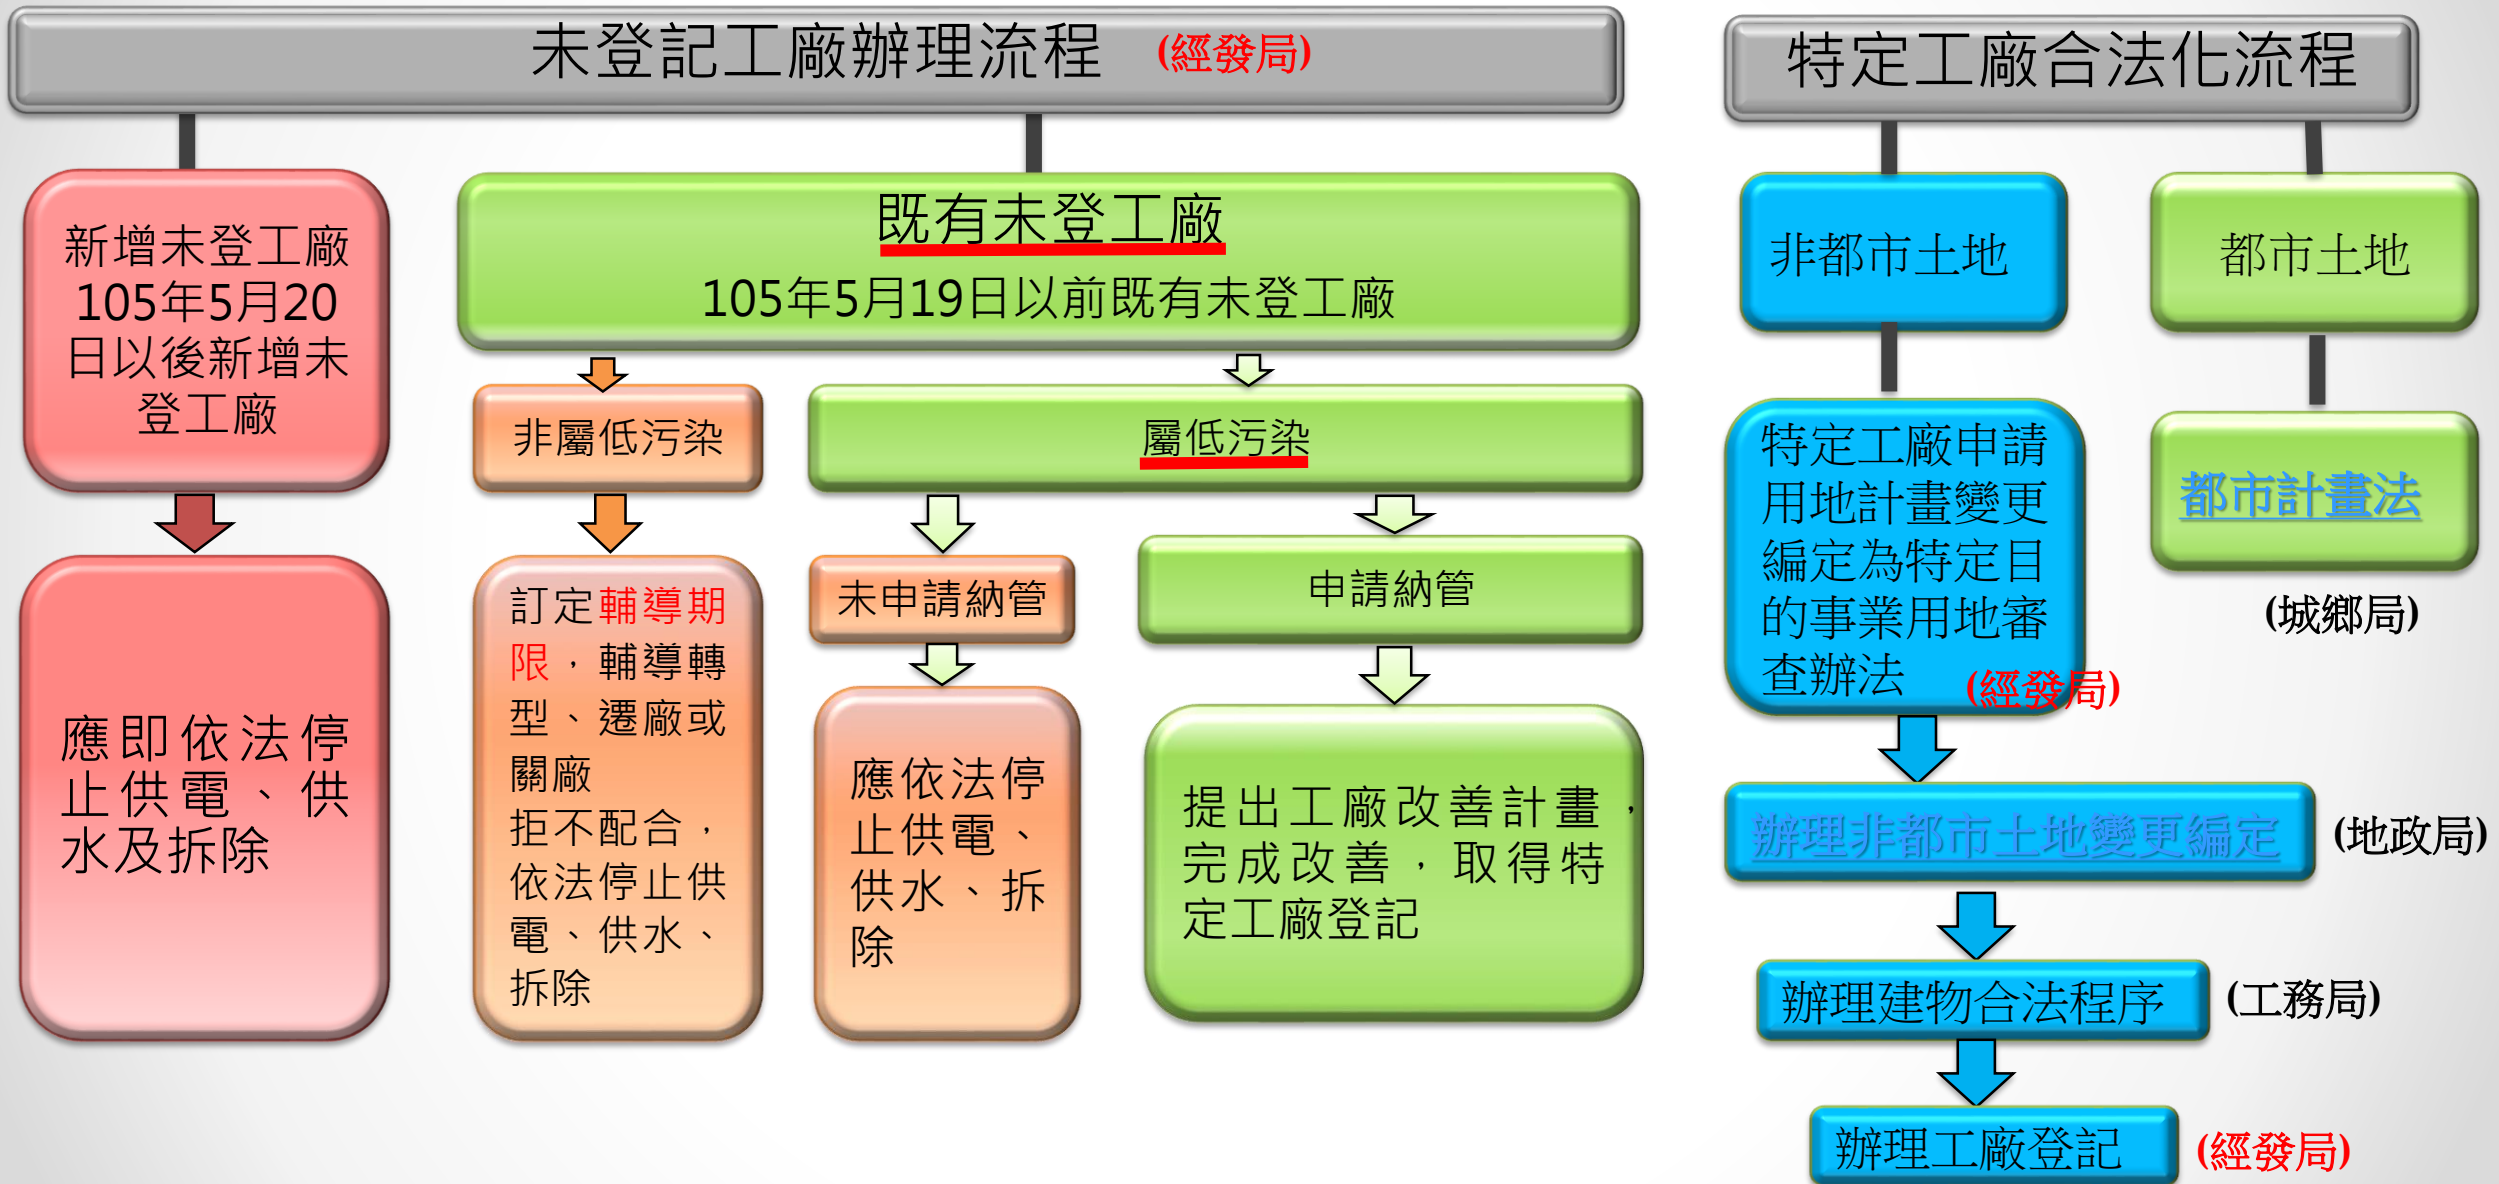 未登記工廠辦理流程 (經發局)
新增未登工廠
105年5月20
日以後新增未
登工廠
應即依法停
止供電、供
水及拆除
既有未登工廠
105年5月19日以前既有未登工廠
非屬低污染
訂定輔導期
限，輔導轉
型、遷廠或
關廠
拒不配合，
依法停止供
電、供水、
拆除
屬低污染
未申請納管
應依法停
止供電、
供水、拆
除
申請納管
提出工廠改善計畫，
完成改善，取得特
定工廠登記
特定工廠合法化流程
非都市土地
特定工廠申請
用地計畫變更
編定為特定目
的事業用地審
查辦法
(經發局)
辦理非都市土地變更編定
(地政局)
辦理建物合法程序
(工務局)
辦理工廠登記
(經發局)
都市土地
都市計畫法
(城鄉局)